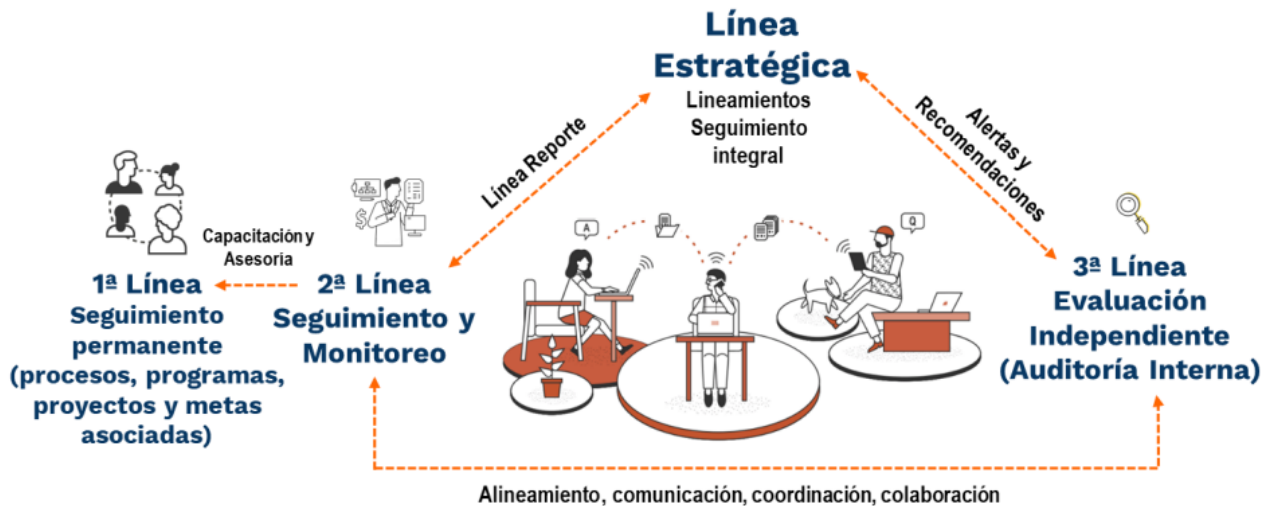 Línea
Estratégica
Lineamientos
Seguimiento
integral
Línea Reporte
Alertas y
Recomendaciones
Capacitación y
Asesoria
1ª Línea
Seguimiento
permanente
(procesos, programas,
proyectos y metas
asociadas)
2ª Línea
Seguimiento y
Monitoreo
A
Q
3ª Línea
Evaluación
Independiente
(Auditoría Interna)
Alineamiento, comunicación, coordinación, colaboración